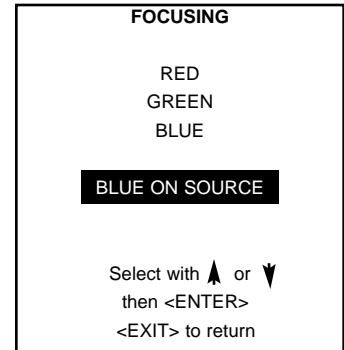 FOCUSING
RED
GREEN
BLUE
BLUE ON SOURCE
Select with or
then <ENTER>
<EXIT> to return